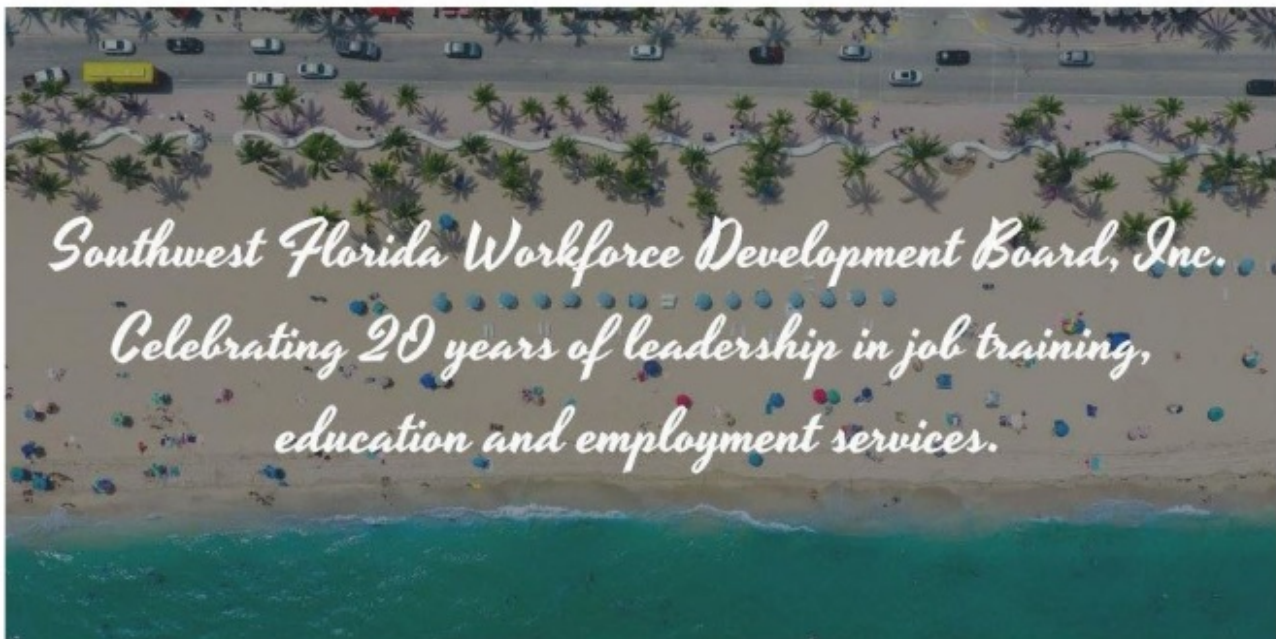 Southwest Florida Workforce Development Board, Inc.
Celebrating 20 years of leadership in job training,
education and employment services.